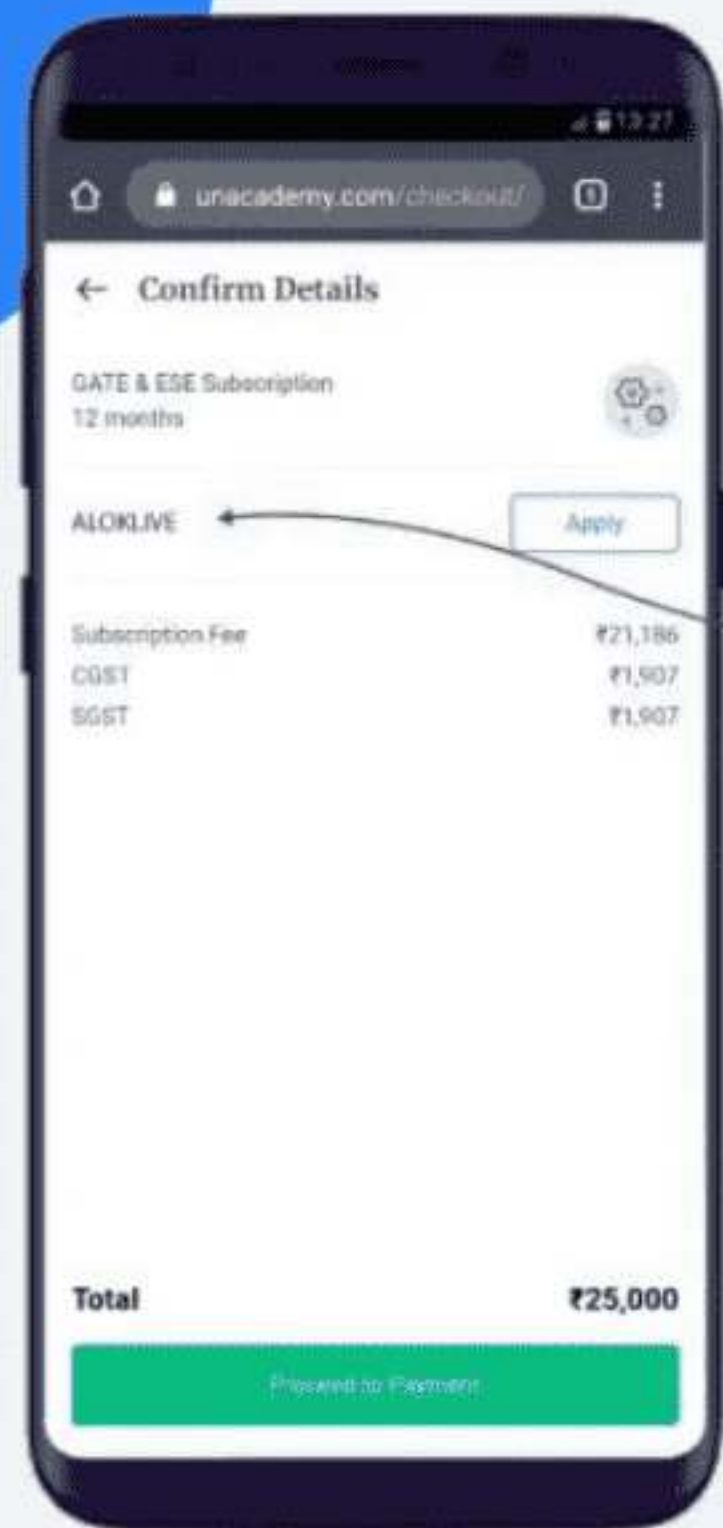 13:27
unacademy.com/checkout/
← Confirm Details
GATE & ESE Subscription
12 months
ALOKLIVE
Apply
Subscription Fee ₹21,186
CGST ₹1,907
SGST ₹1,907
Total ₹25,000
Proceed to Payment